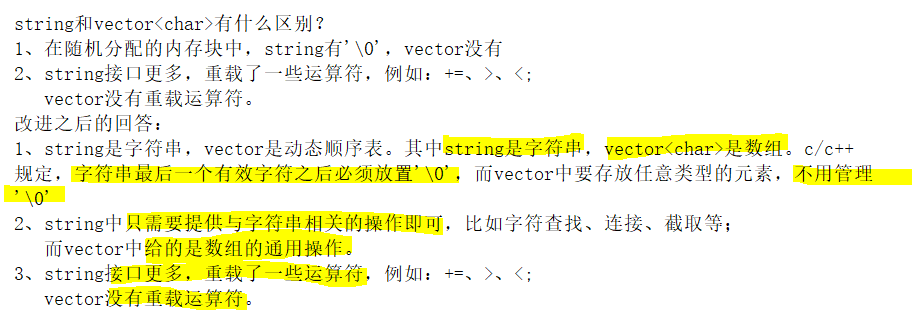 string和vector<char>有什么区别?
1、在随机分配的内存块中，string有'\0'，vector没有
2、string接口更多，重载了一些运算符，例如：+=、>、<;
vector没有重载运算符。
改进之后的回答：
1、string是字符串，vector是动态顺序表。其中string是字符串，vector<char>是数组。c/c++
规定，字符串最后一个有效字符之后必须放置'\0'，而vector中要存放任意类型的元素，不用管理
'\0'
2、string中只需要提供与字符串相关的操作即可，比如字符查找、连接、截取等；
而vector中给的是数组的通用操作。
3、string接口更多，重载了一些运算符，例如：+=、>、<;
vector没有重载运算符。